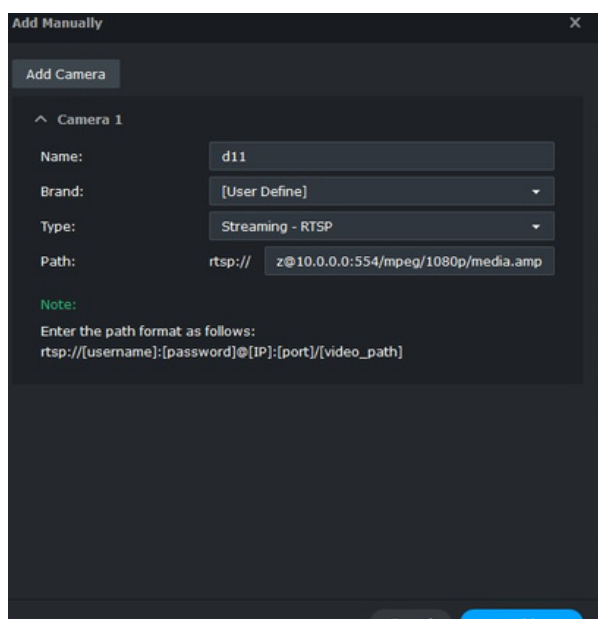 Add Manually
Add Camera
Camera 1
Name: d11
Brand: [User Define]
Type: Streaming - RTSP
Path: rtsp:// z@10.0.0.0:554/mpeg/1080p/media.amp
Note:
Enter the path format as follows:
rtsp://[username]:[password]@[IP]:[port]/[video_path]